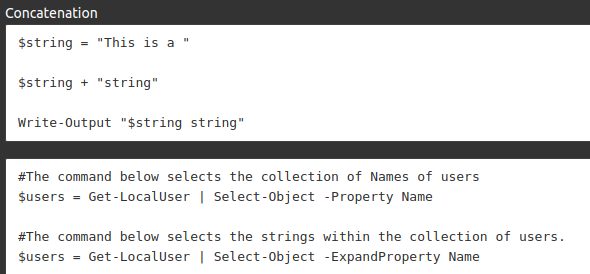 Concatenation
$string = "This is a "
$string + "string"
Write-Output "$string string"
#The command below selects the collection of Names of users
$users = Get-LocalUser | Select-Object -Property Name
#The command below selects the strings within the collection of users.
$users = Get-LocalUser | Select-Object -ExpandProperty Name